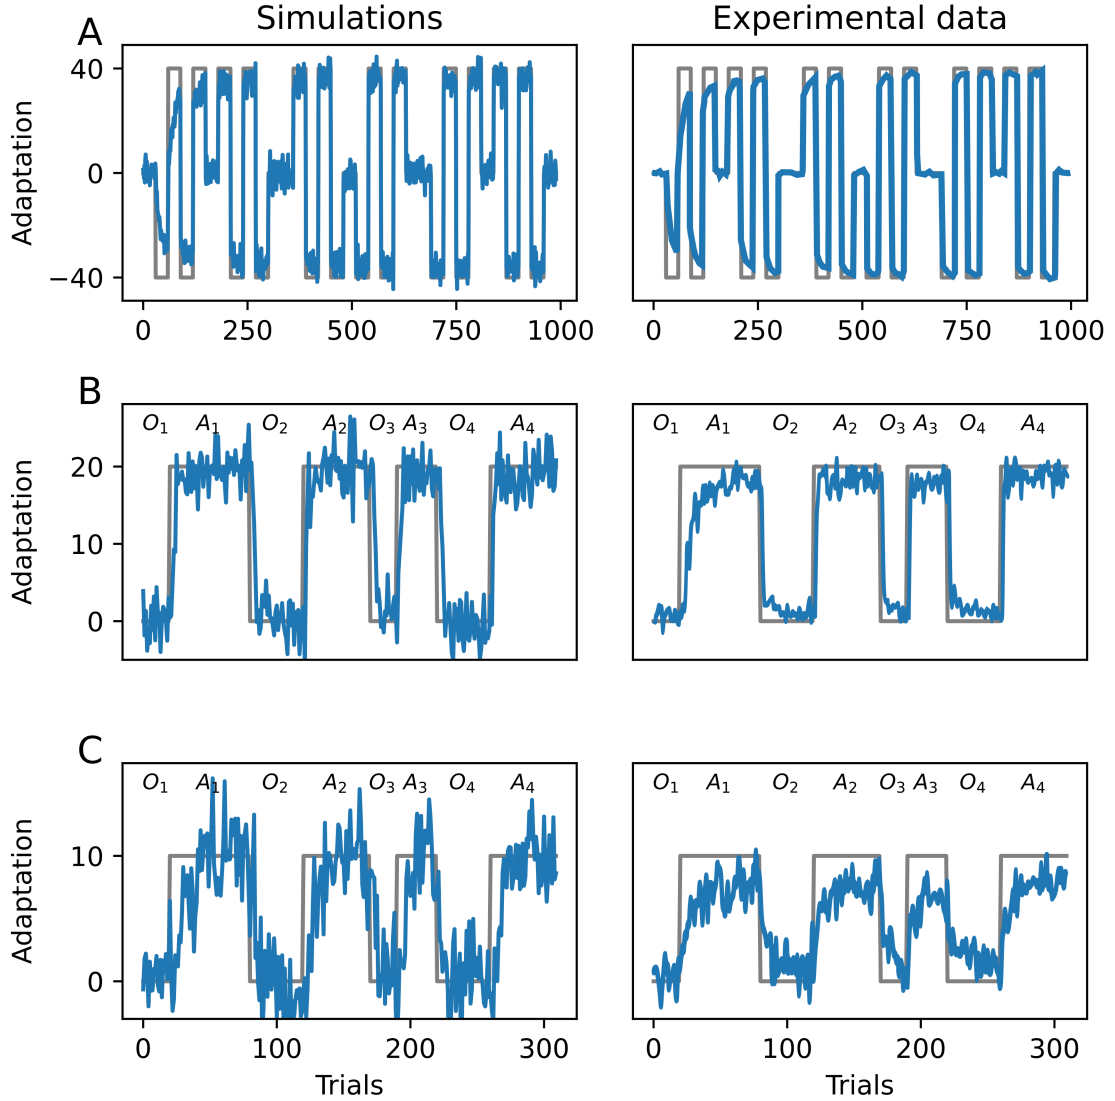 Simulations Experimental data
A
Adaptation
40
0
−40
0 250 500 750 1000
0 250 500 750 1000
B
O₁ A₁ O₂ A₂ O₃ A₃ O₄ A₄
O₁ A₁ O₂ A₂ O₃ A₃ O₄ A₄
Adaptation
20
10
0
C
O₁ A₁ O₂ A₂ O₃ A₃ O₄ A₄
O₁ A₁ O₂ A₂ O₃ A₃ O₄ A₄
Adaptation
10
0
0 100 200 300
0 100 200 300
Trials Trials